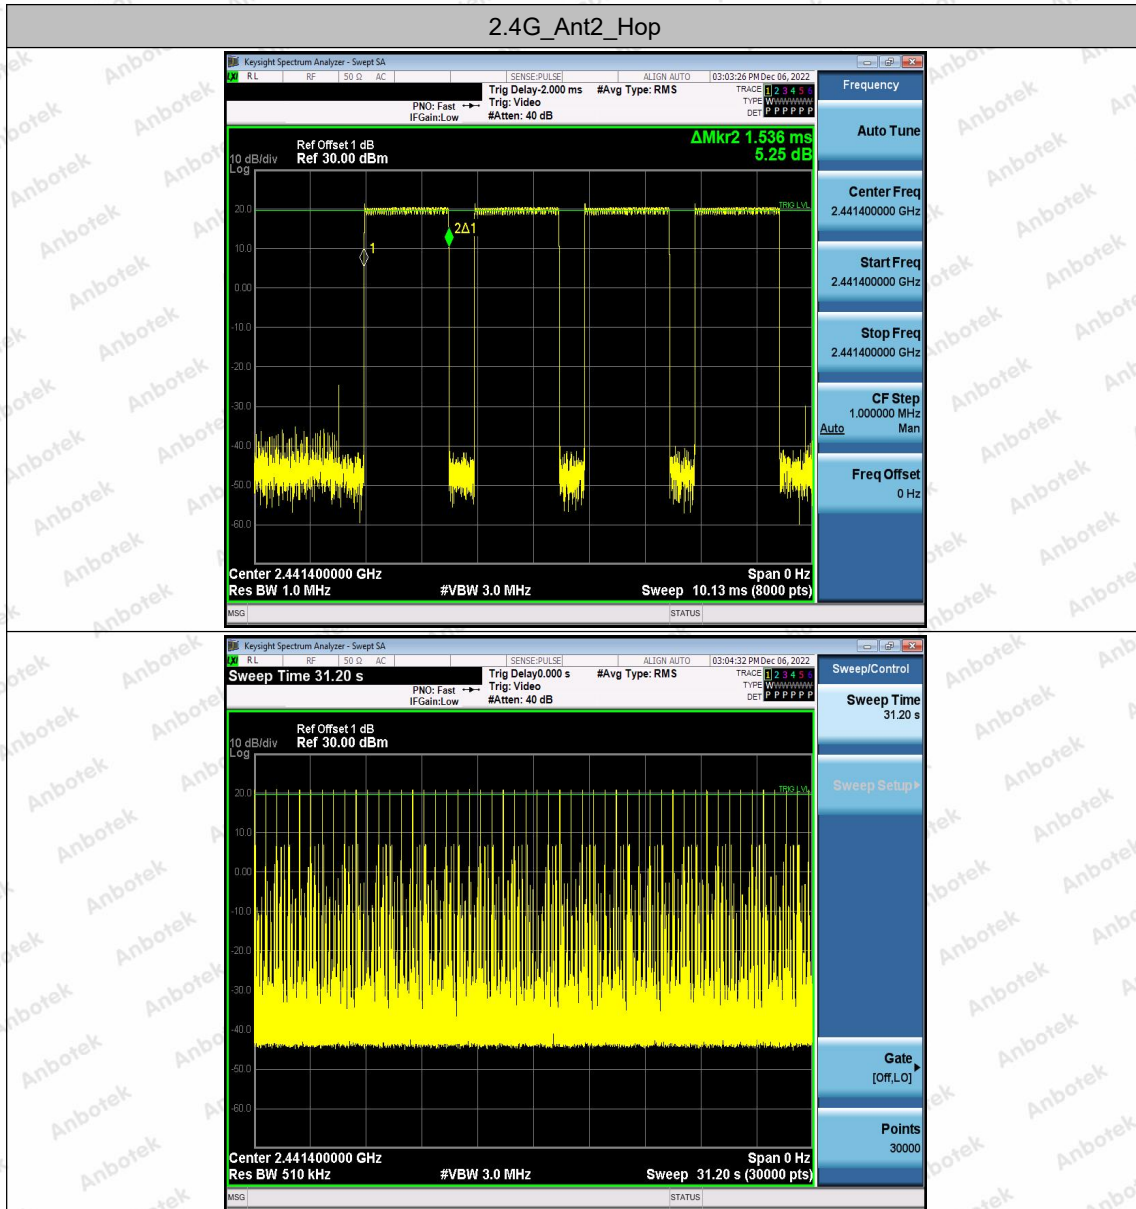 2.4G_Ant2_Hop
Keysight Spectrum Analyzer - Swept SA
LXI RL RF 50 Ω AC SENSE:PULSE ALIGN AUTO 03:03:26 PM Dec 06, 2022
Trig Delay-2.000 ms #Avg Type: RMS TRACE 1 2 3 4 5 6
PNO: Fast Trig: Video TYPE WWWWWW
IFGain:Low #Atten: 40 dB DET P P P P P P
Frequency
Auto Tune
Center Freq
2.441400000 GHz
Start Freq
2.441400000 GHz
Stop Freq
2.441400000 GHz
CF Step
1.000000 MHz
Auto Man
Freq Offset
0 Hz
ΔMkr2 1.536 ms
5.25 dB
Ref Offset 1 dB
10 dB/div Ref 30.00 dBm
Log
20.0
TRIG LVL
2Δ1
1
10.0
0.00
-10.0
-20.0
-30.0
-40.0
-50.0
-60.0
Center 2.441400000 GHz Span 0 Hz
Res BW 1.0 MHz #VBW 3.0 MHz Sweep 10.13 ms (8000 pts)
MSG STATUS
Keysight Spectrum Analyzer - Swept SA
LXI RL RF 50 Ω AC SENSE:PULSE ALIGN AUTO 03:04:32 PM Dec 06, 2022
Sweep Time 31.20 s Trig Delay0.000 s #Avg Type: RMS TRACE 1 2 3 4 5 6
PNO: Fast Trig: Video TYPE WWWWWW
IFGain:Low #Atten: 40 dB DET P P P P P P
Sweep/Control
Sweep Time
31.20 s
Sweep Setup
Gate
[Off,LO]
Points
30000
Ref Offset 1 dB
10 dB/div Ref 30.00 dBm
Log
20.0
TRIG LVL
10.0
0.00
-10.0
-20.0
-30.0
-40.0
-50.0
-60.0
Center 2.441400000 GHz Span 0 Hz
Res BW 510 kHz #VBW 3.0 MHz Sweep 31.20 s (30000 pts)
MSG STATUS
Anbotek